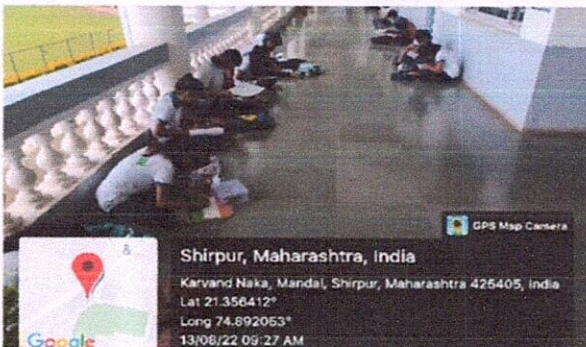 GPS Map Camera
Shirpur, Maharashtra, India
Karvand Naka, Mandal, Shirpur, Maharashtra 425405, India
Lat 21.356412°
Long 74.892053°
13/08/22 09:27 AM
Google